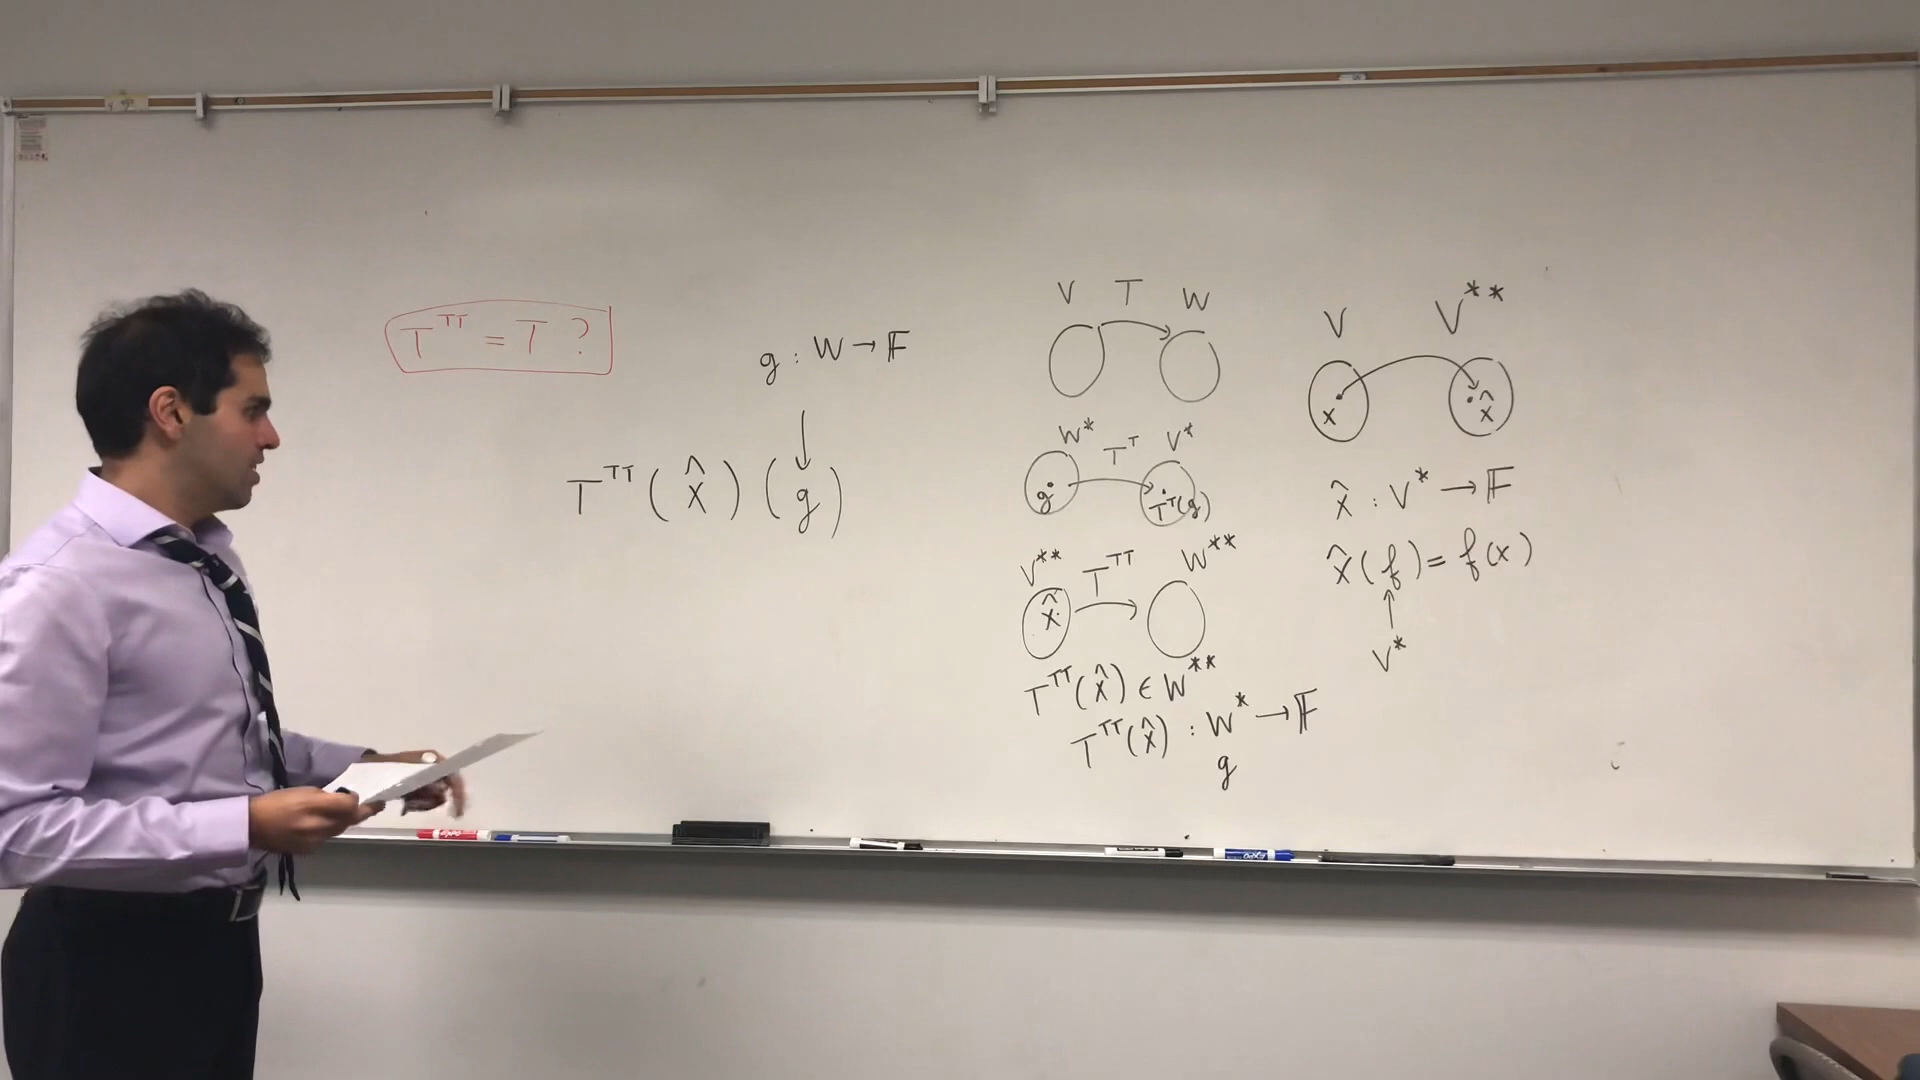 T^TT = T ?
g : W → 𝔽
↓
T^TT ( x̂ ) ( g )
V T W
W* T^T V*
g T^T(g)
V** T^TT W**
x̂
T^TT(x̂) ∈ W**
T^TT(x̂) : W* → 𝔽
g
V V**
x x̂
x̂ : V* → 𝔽
x̂(f) = f(x)
↑
V*